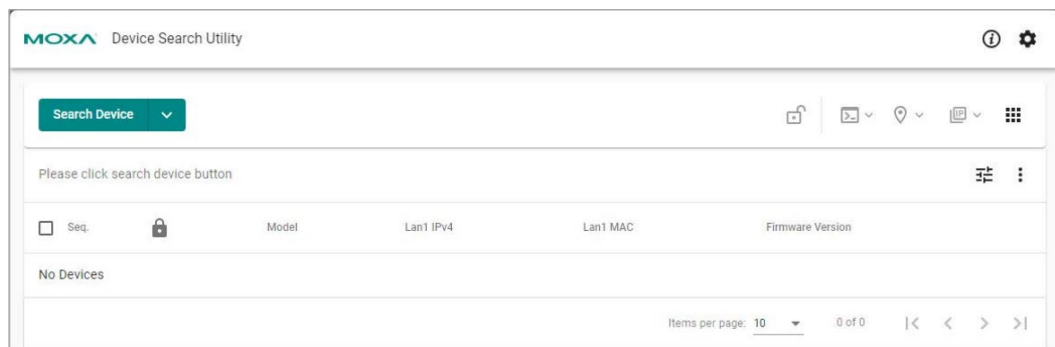 MOXA Device Search Utility
Search Device
IP
Please click search device button
Seq. Model Lan1 IPv4 Lan1 MAC Firmware Version
No Devices
Items per page: 10 0 of 0